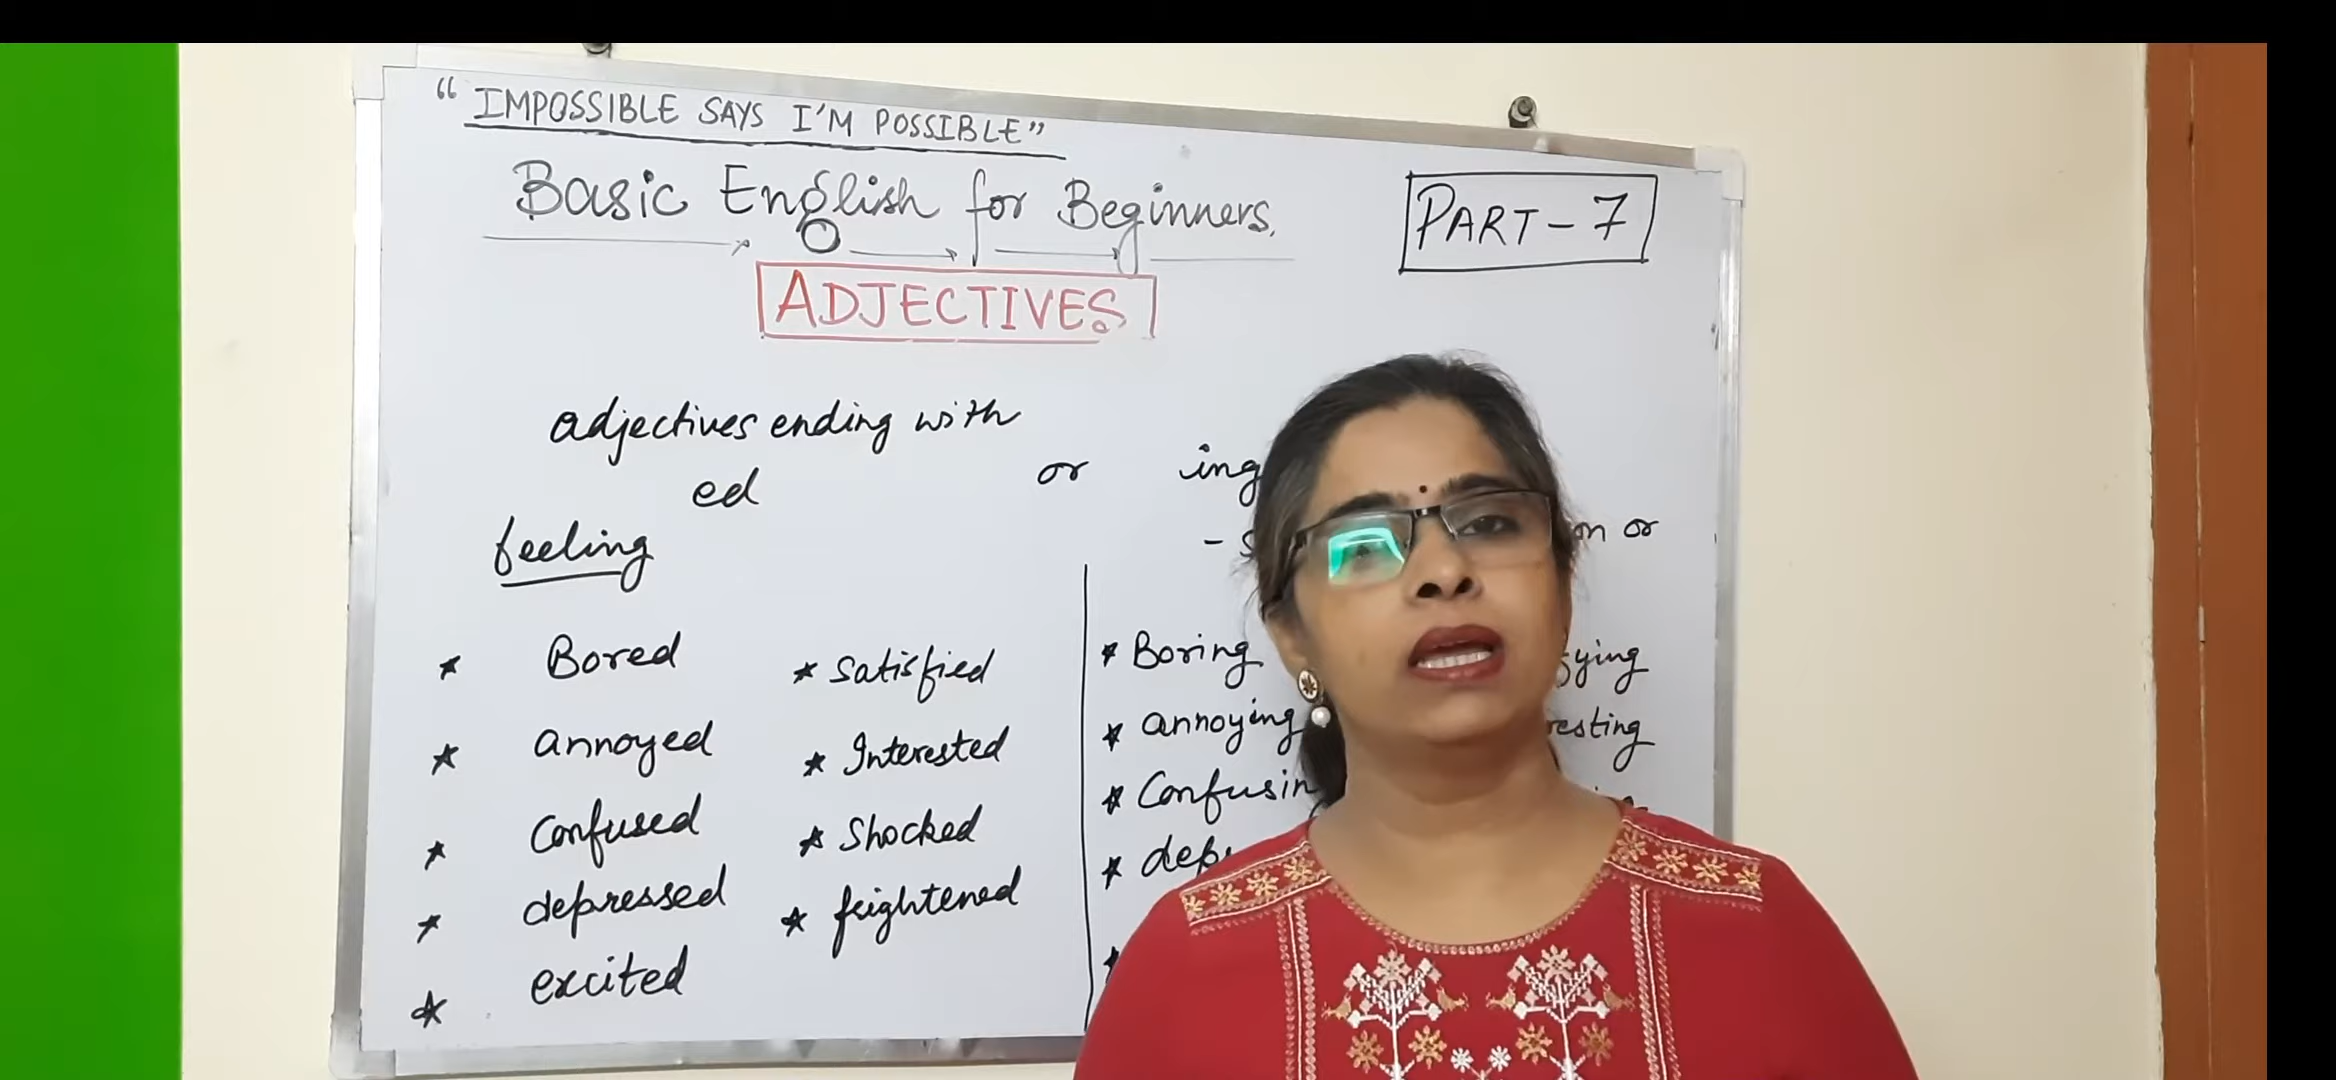 "IMPOSSIBLE SAYS I'M POSSIBLE"
Basic English for Beginners.
PART-7
ADJECTIVES
adjectives ending with
ed or ing
feeling
Bored
annoyed
Confused
depressed
excited
Satisfied
Interested
Shocked
frightened
or
Boring
annoying